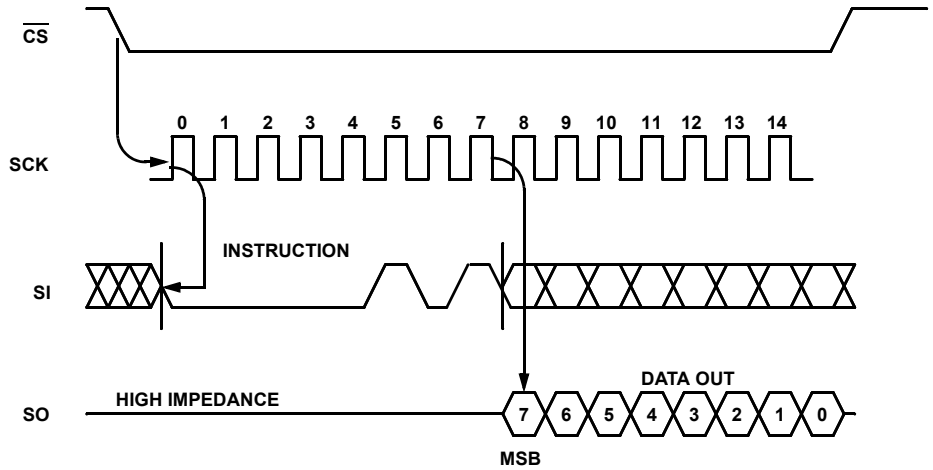 CS
0 1 2 3 4 5 6 7 8 9 10 11 12 13 14
SCK
INSTRUCTION
SI
DATA OUT
HIGH IMPEDANCE
SO
7 6 5 4 3 2 1 0
MSB